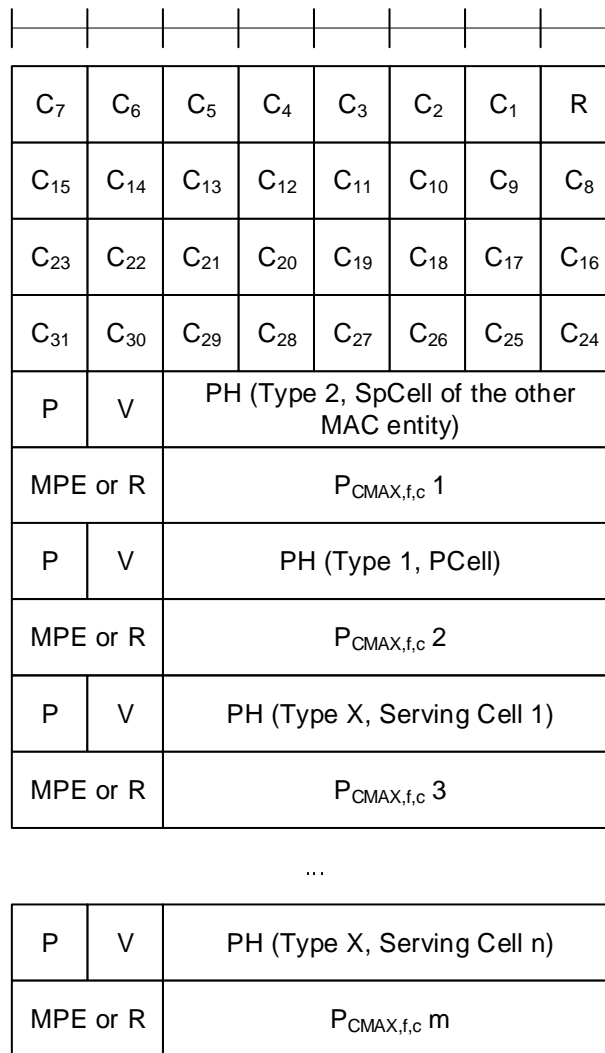 C7 C6 C5 C4 C3 C2 C1 R
C15 C14 C13 C12 C11 C10 C9 C8
C23 C22 C21 C20 C19 C18 C17 C16
C31 C30 C29 C28 C27 C26 C25 C24
P V PH (Type 2, SpCell of the other
MAC entity)
MPE or R PCMAX,f,c 1
P V PH (Type 1, PCell)
MPE or R PCMAX,f,c 2
P V PH (Type X, Serving Cell 1)
MPE or R PCMAX,f,c 3
...
P V PH (Type X, Serving Cell n)
MPE or R PCMAX,f,c m